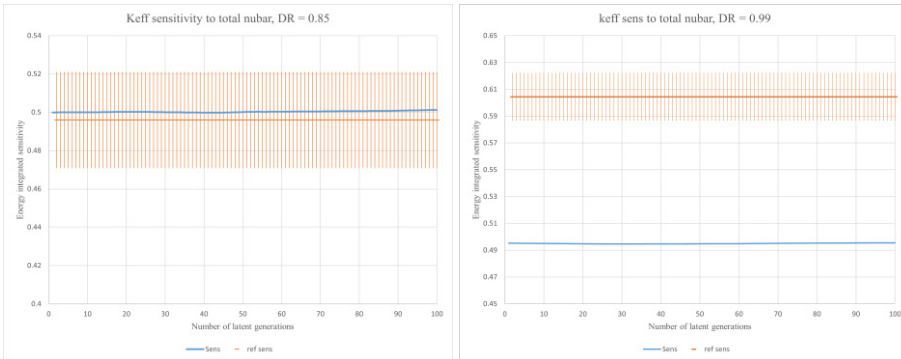 Keff sensitivity to total nubar, DR = 0.85
0.54
0.52
0.5
0.48
0.46
0.44
0.42
0.4
Energy integrated sensitivity
0 10 20 30 40 50 60 70 80 90 100
Number of latent generations
Sens ref sens
keff sens to total nubar, DR = 0.99
0.65
0.63
0.61
0.59
0.57
0.55
0.53
0.51
0.49
0.47
0.45
Energy integrated sensitivity
0 10 20 30 40 50 60 70 80 90 100
Number of latent generations
Sens ref sens